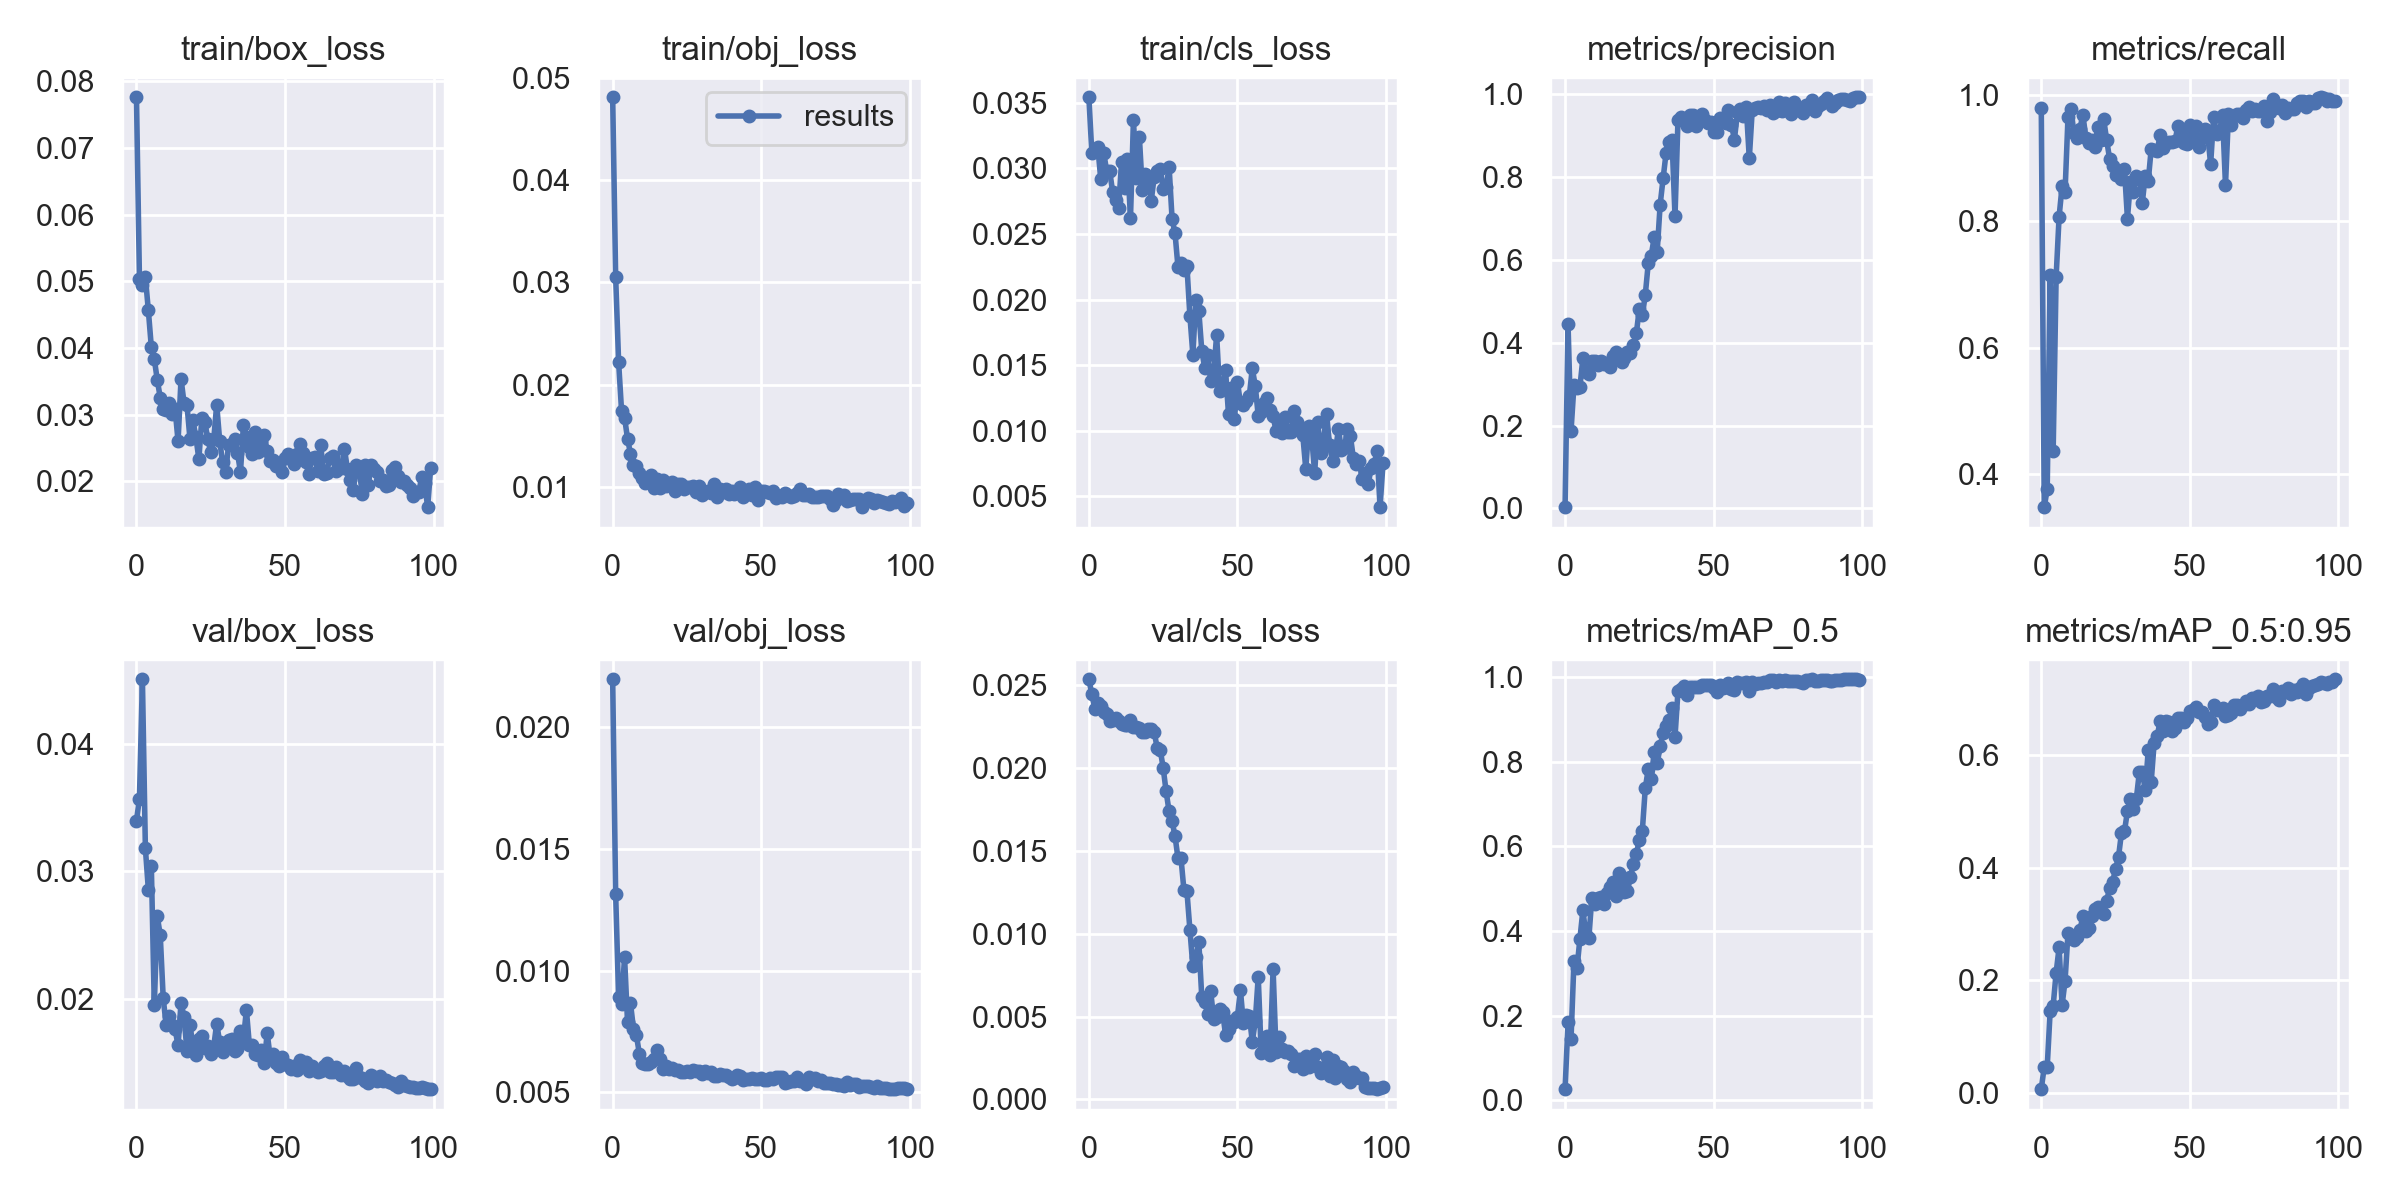 train/box_loss
0.08
0.07
0.06
0.05
0.04
0.03
0.02
0 50 100
train/obj_loss
results
0.05
0.04
0.03
0.02
0.01
0 50 100
train/cls_loss
0.035
0.030
0.025
0.020
0.015
0.010
0.005
0 50 100
metrics/precision
1.0
0.8
0.6
0.4
0.2
0.0
0 50 100
metrics/recall
1.0
0.8
0.6
0.4
0 50 100
val/box_loss
0.04
0.03
0.02
0 50 100
val/obj_loss
0.020
0.015
0.010
0.005
0 50 100
val/cls_loss
0.025
0.020
0.015
0.010
0.005
0.000
0 50 100
metrics/mAP_0.5
1.0
0.8
0.6
0.4
0.2
0.0
0 50 100
metrics/mAP_0.5:0.95
0.6
0.4
0.2
0.0
0 50 100